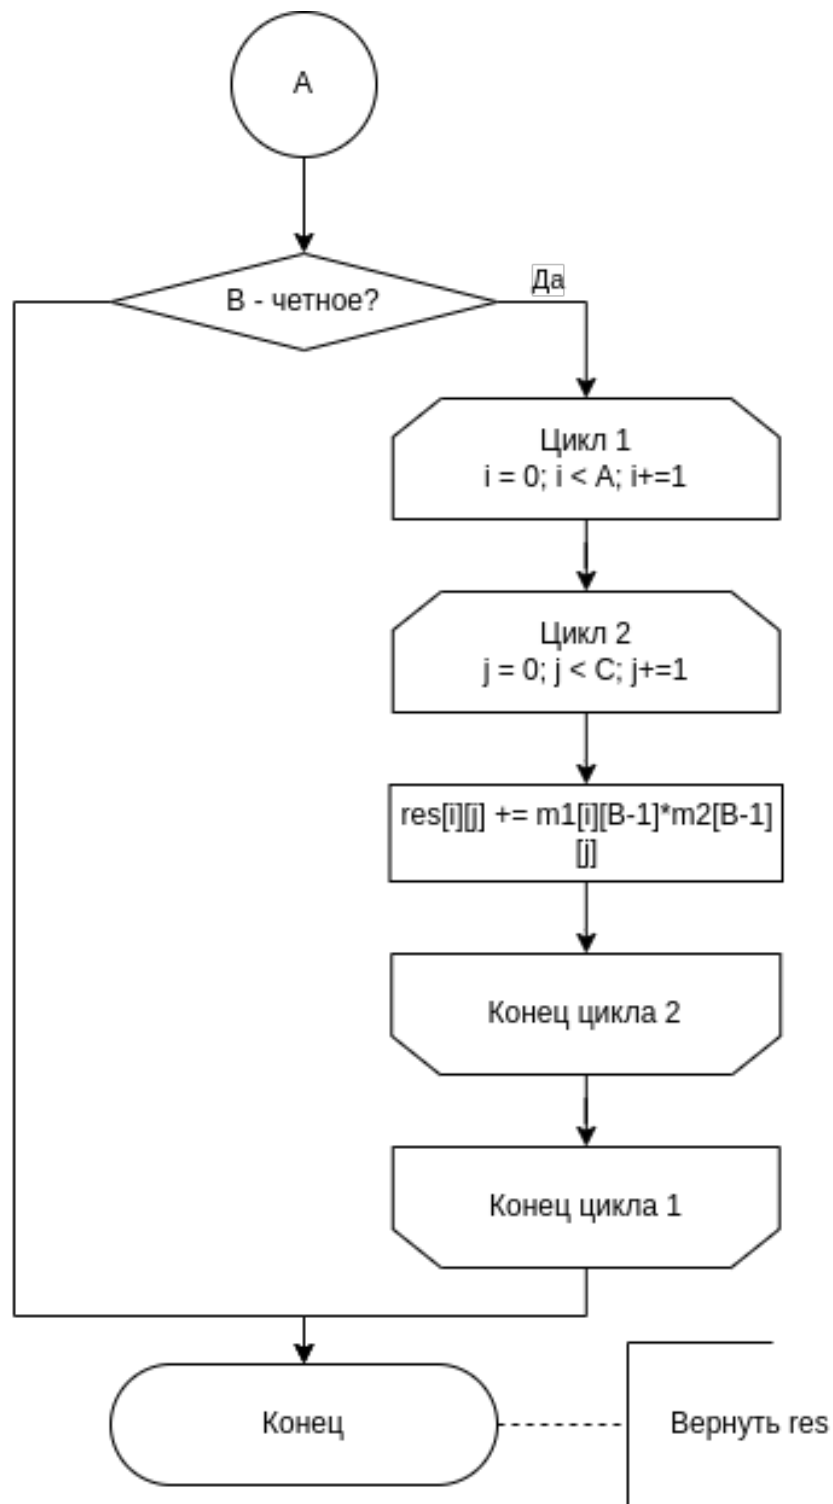 A
В - четное?
Да
Цикл 1
i = 0; i < A; i+=1
Цикл 2
j = 0; j < C; j+=1
res[i][j] += m1[i][B-1]*m2[B-1]
[j]
Конец цикла 2
Конец цикла 1
Конец
Вернуть res